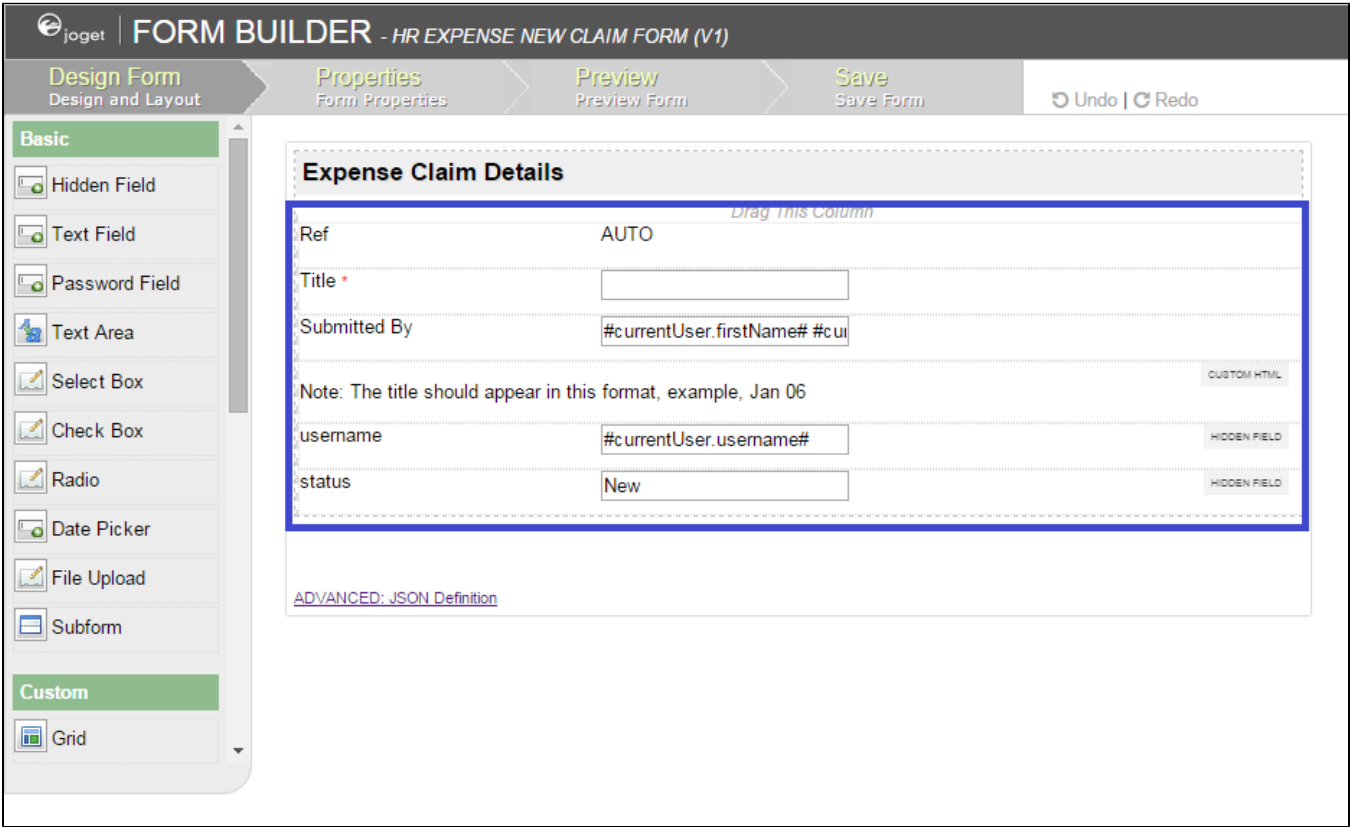 joget | FORM BUILDER - HR EXPENSE NEW CLAIM FORM (V1)
Design Form
Design and Layout
Properties
Form Properties
Preview
Preview Form
Save
Save Form
Undo | Redo
Basic
Hidden Field
Text Field
Password Field
Text Area
Select Box
Check Box
Radio
Date Picker
File Upload
Subform
Custom
Grid
Expense Claim Details
Drag This Column
Ref AUTO
Title *
Submitted By #currentUser.firstName# #cu
CUSTOM HTML
Note: The title should appear in this format, example, Jan 06
username #currentUser.username# HIDDEN FIELD
status New HIDDEN FIELD
ADVANCED: JSON Definition